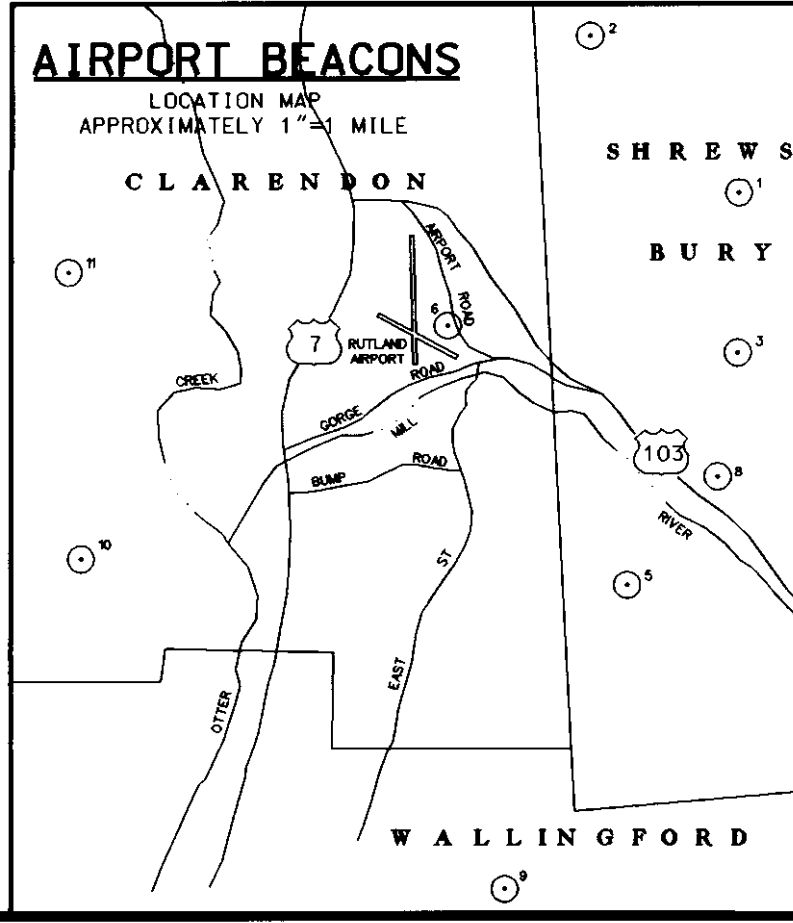 AIRPORT BEACONS
LOCATION MAP
APPROXIMATELY 1"=1 MILE
2
SHREWS
CLARENDON
1
BURY
AIRPORT
ROAD
11
6
7
RUTLAND
AIRPORT
3
CREEK
GORGE
ROAD
MILL
103
BUMP
ROAD
8
RIVER
10
ST
5
EAST
OTTER
WALLINGFORD
9